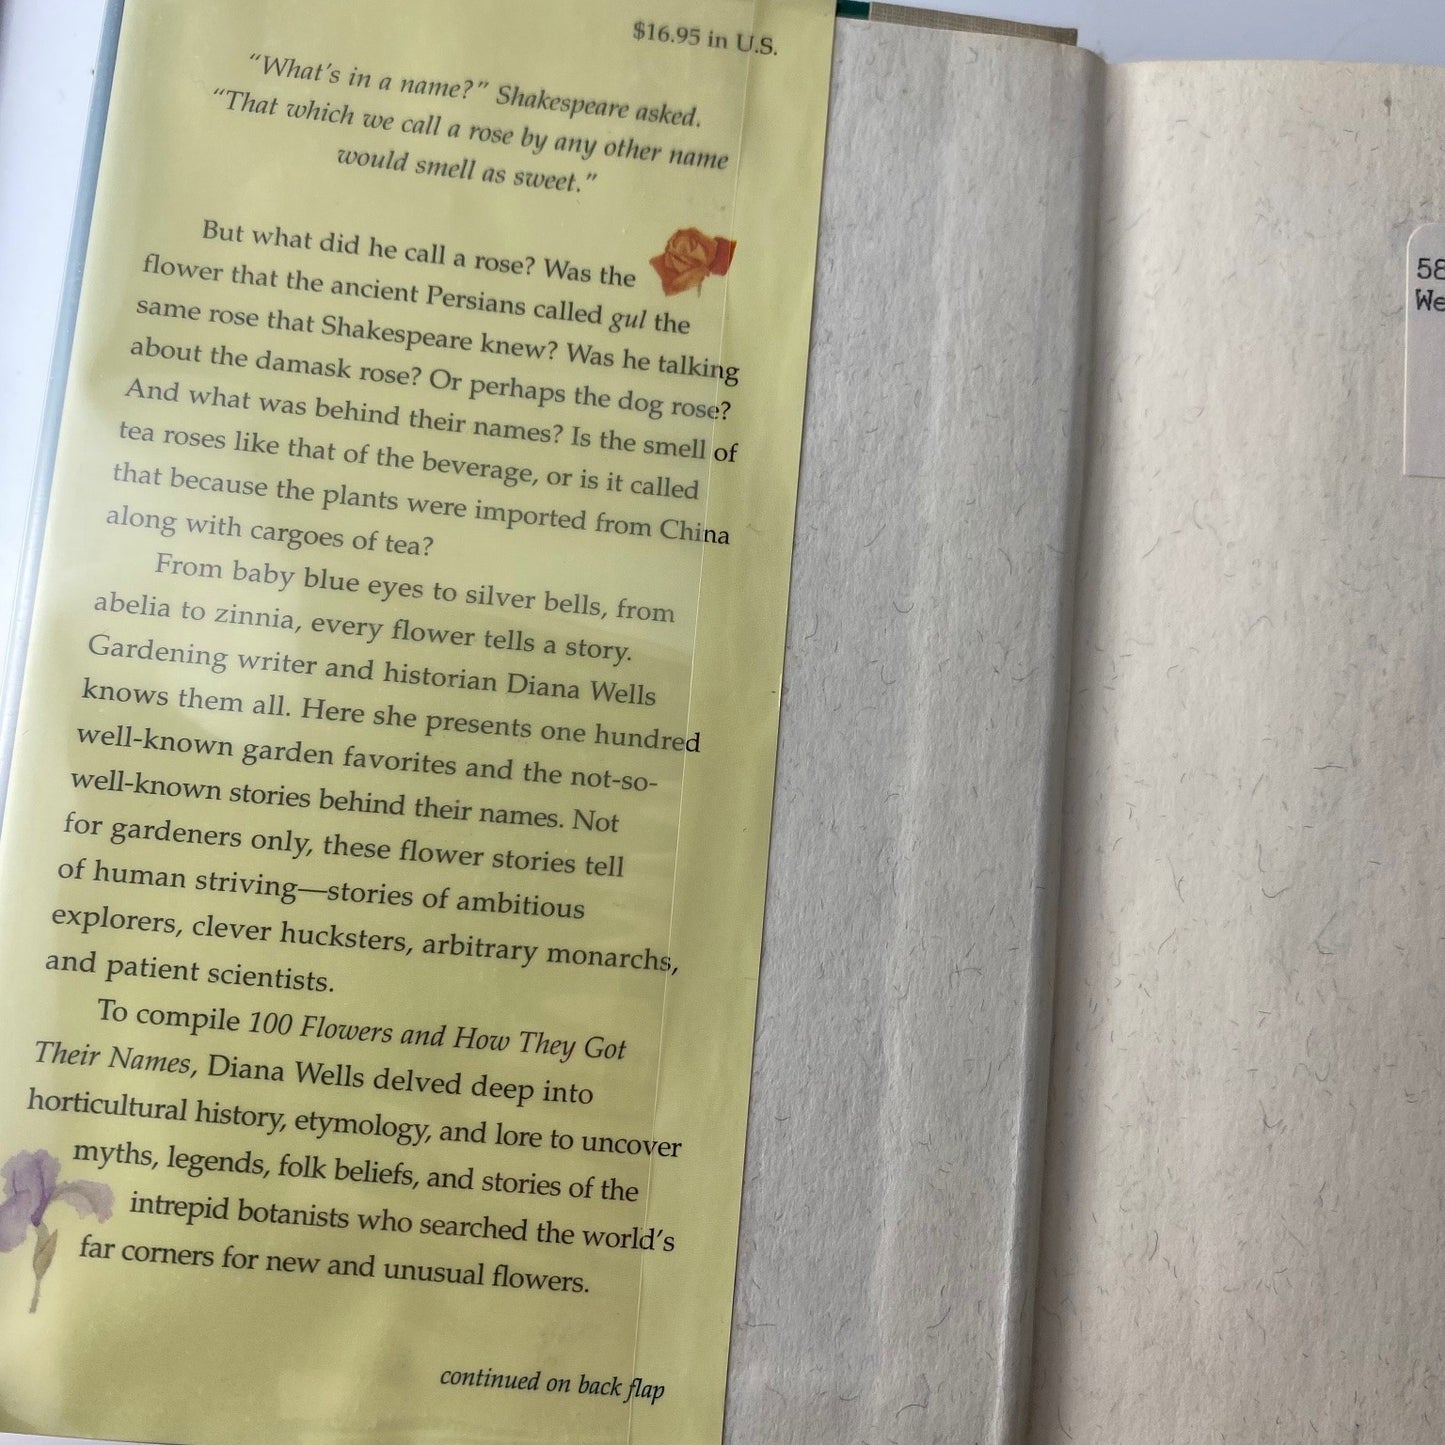 $16.95 in U.S.
“What's in a name?” Shakespeare asked.
“That which we call a rose by any other name
would smell as sweet.”
But what did he call a rose? Was the
flower that the ancient Persians called gul the
same rose that Shakespeare knew? Was he talking
about the damask rose? Or perhaps the dog rose?
And what was behind their names? Is the smell of
tea roses like that of the beverage, or is it called
that because the plants were imported from China
along with cargoes of tea?
From baby blue eyes to silver bells, from
abelia to zinnia, every flower tells a story.
Gardening writer and historian Diana Wells
knows them all. Here she presents one hundred
well-known garden favorites and the not-so-
well-known stories behind their names. Not
for gardeners only, these flower stories tell
of human striving—stories of ambitious
explorers, clever hucksters, arbitrary monarchs,
and patient scientists.
To compile 100 Flowers and How They Got
Their Names, Diana Wells delved deep into
horticultural history, etymology, and lore to uncover
myths, legends, folk beliefs, and stories of the
intrepid botanists who searched the world's
far corners for new and unusual flowers.
continued on back flap
58
We